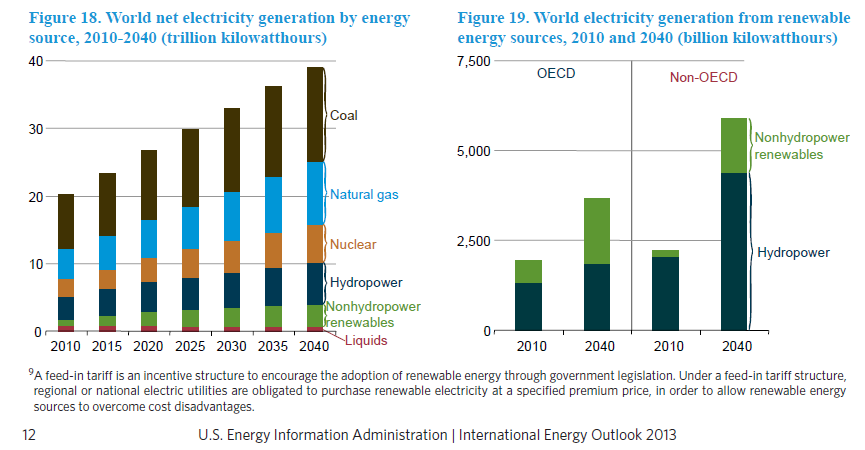 Figure 18. World net electricity generation by energy
source, 2010-2040 (trillion kilowatthours)
40
30
20
10
0
2010 2015 2020 2025 2030 2035 2040
Coal
Natural gas
Nuclear
Hydropower
Nonhydropower
renewables
Liquids
Figure 19. World electricity generation from renewable
energy sources, 2010 and 2040 (billion kilowatthours)
7,500
5,000
2,500
0
OECD
Non-OECD
2010 2040 2010 2040
Nonhydropower
renewables
Hydropower
9A feed-in tariff is an incentive structure to encourage the adoption of renewable energy through government legislation. Under a feed-in tariff structure,
regional or national electric utilities are obligated to purchase renewable electricity at a specified premium price, in order to allow renewable energy
sources to overcome cost disadvantages.
12 U.S. Energy Information Administration | International Energy Outlook 2013